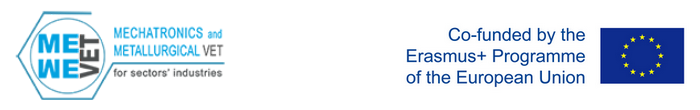 ME
ME
VET
MECHATRONICS and
METALLURGICAL VET
for sectors' industries
Co-funded by the
Erasmus+ Programme
of the European Union